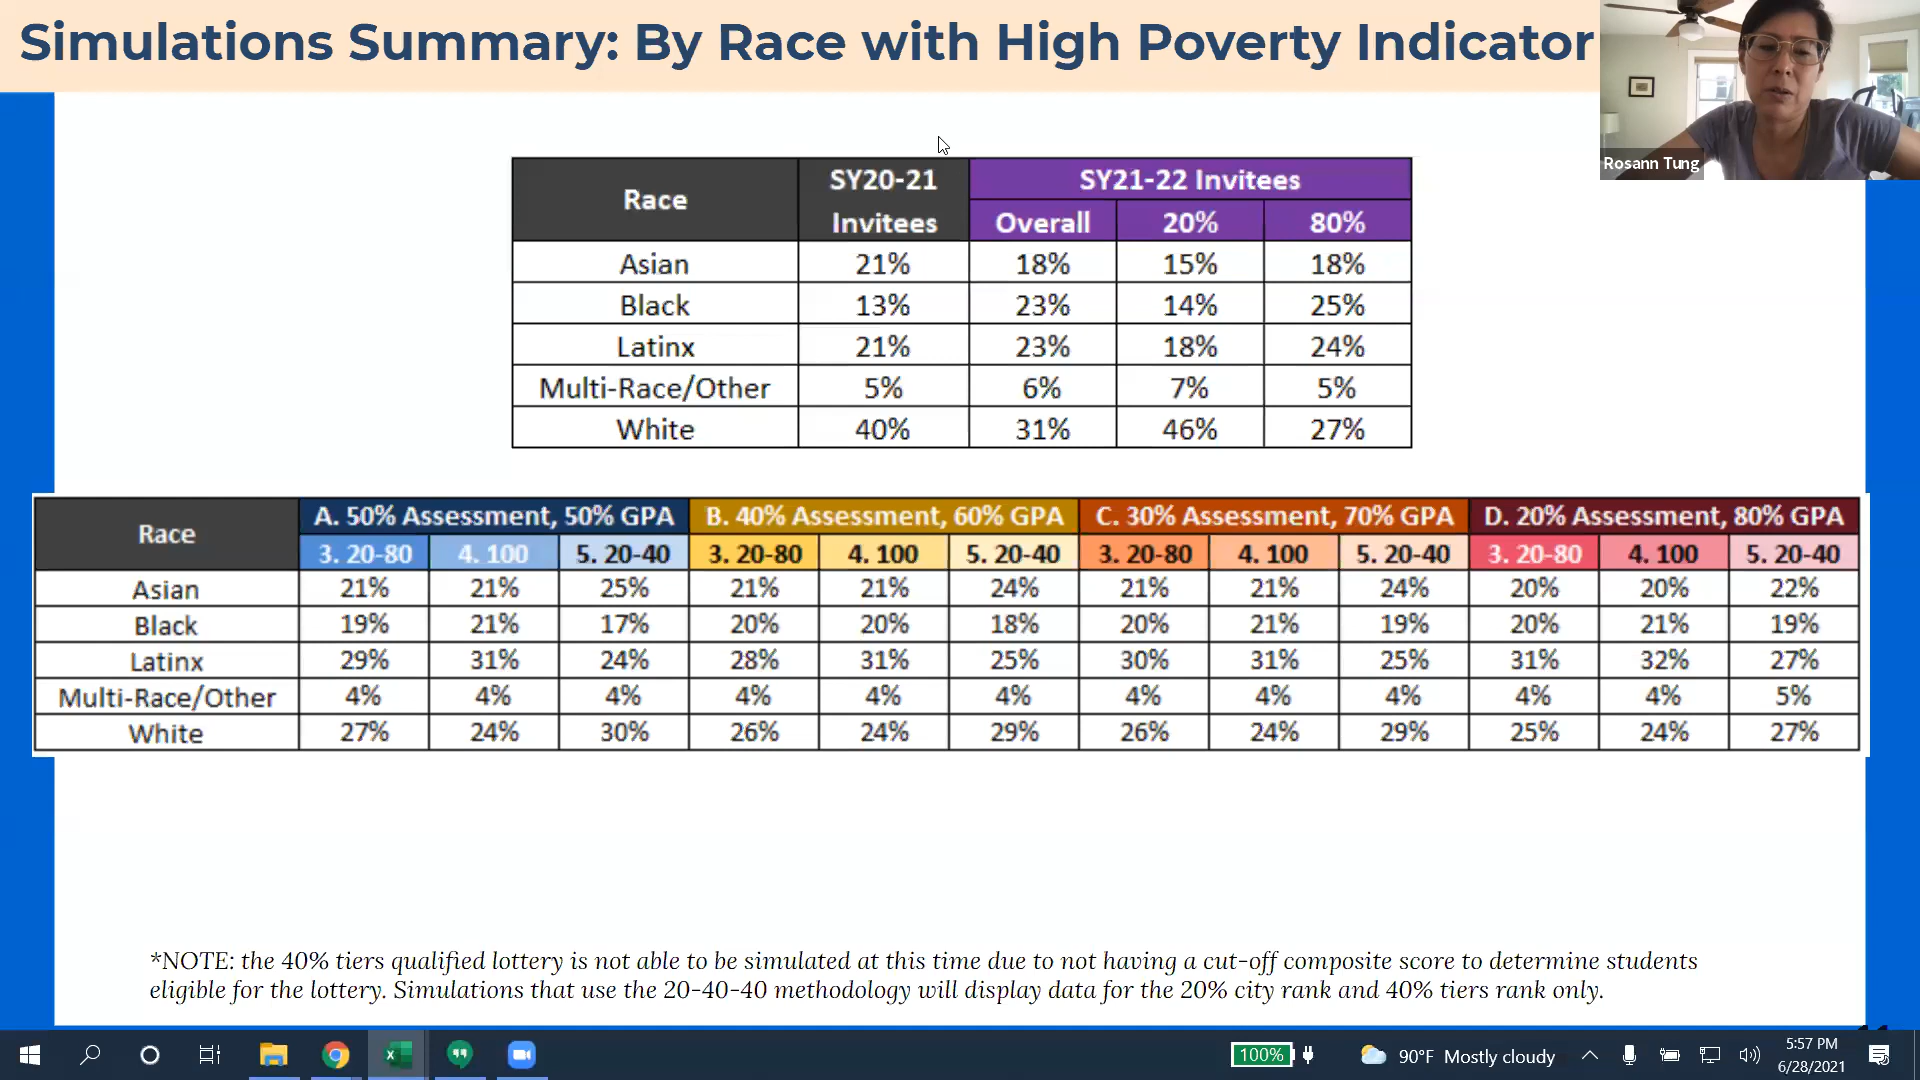 Simulations Summary: By Race with High Poverty Indicator
Rosann Tung
Race SY20-21 Invitees SY21-22 Invitees
Overall 20% 80%
Asian 21% 18% 15% 18%
Black 13% 23% 14% 25%
Latinx 21% 23% 18% 24%
Multi-Race/Other 5% 6% 7% 5%
White 40% 31% 46% 27%
Race A. 50% Assessment, 50% GPA B. 40% Assessment, 60% GPA C. 30% Assessment, 70% GPA D. 20% Assessment, 80% GPA
3. 20-80 4. 100 5. 20-40 3. 20-80 4. 100 5. 20-40 3. 20-80 4. 100 5. 20-40 3. 20-80 4. 100 5. 20-40
Asian 21% 21% 25% 21% 21% 24% 21% 21% 24% 20% 20% 22%
Black 19% 21% 17% 20% 20% 18% 20% 21% 19% 20% 21% 19%
Latinx 29% 31% 24% 28% 31% 25% 30% 31% 25% 31% 32% 27%
Multi-Race/Other 4% 4% 4% 4% 4% 4% 4% 4% 4% 4% 4% 5%
White 27% 24% 30% 26% 24% 29% 26% 24% 29% 25% 24% 27%
*NOTE: the 40% tiers qualified lottery is not able to be simulated at this time due to not having a cut-off composite score to determine students
eligible for the lottery. Simulations that use the 20-40-40 methodology will display data for the 20% city rank and 40% tiers rank only.
100% 90°F Mostly cloudy 5:57 PM
6/28/2021